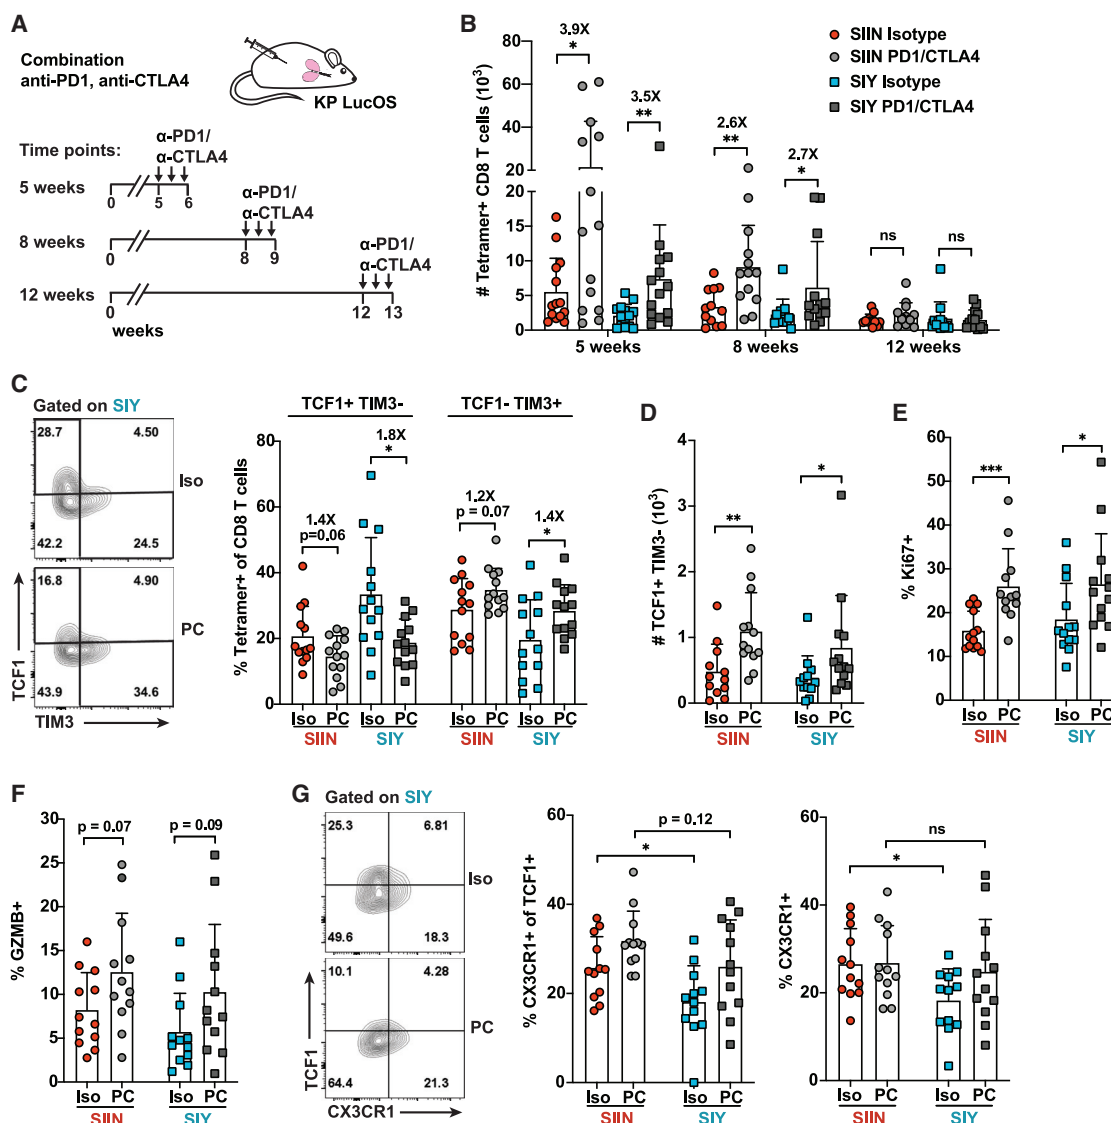 A
Combination
anti-PD1, anti-CTLA4
KP LucOS
Time points:
α-PD1/
α-CTLA4
5 weeks
0
5
6
α-PD1/
α-CTLA4
8 weeks
0
8
9
α-PD1/
α-CTLA4
12 weeks
0
12
13
weeks
B
# Tetramer+ CD8 T cells (10³)
80
60
40
20
20
15
10
5
0
3.9X
*
3.5X
**
2.6X
**
2.7X
*
ns
ns
5 weeks
8 weeks
12 weeks
SIIN Isotype
SIIN PD1/CTLA4
SIY Isotype
SIY PD1/CTLA4
C
Gated on SIY
28.7
4.50
Iso
42.2
24.5
16.8
4.90
PC
43.9
34.6
TCF1
TIM3
TCF1+ TIM3-
TCF1- TIM3+
% Tetramer+ of CD8 T cells
80
60
40
20
0
1.4X
p=0.06
1.8X
*
1.2X
p = 0.07
1.4X
*
Iso PC Iso PC Iso PC Iso PC
SIIN SIY SIIN SIY
D
# TCF1+ TIM3- (10³)
4
3
2
1
0
**
*
Iso PC Iso PC
SIIN SIY
E
% Ki67+
60
50
40
30
20
10
0
***
*
Iso PC Iso PC
SIIN SIY
F
% GZMB+
30
25
20
15
10
5
0
p = 0.07
p = 0.09
Iso PC Iso PC
SIIN SIY
G
Gated on SIY
25.3
6.81
Iso
49.6
18.3
10.1
4.28
PC
64.4
21.3
TCF1
CX3CR1
% CX3CR1+ of TCF1+
60
40
20
0
p = 0.12
*
Iso PC Iso PC
SIIN SIY
% CX3CR1+
60
40
20
0
ns
*
Iso PC Iso PC
SIIN SIY